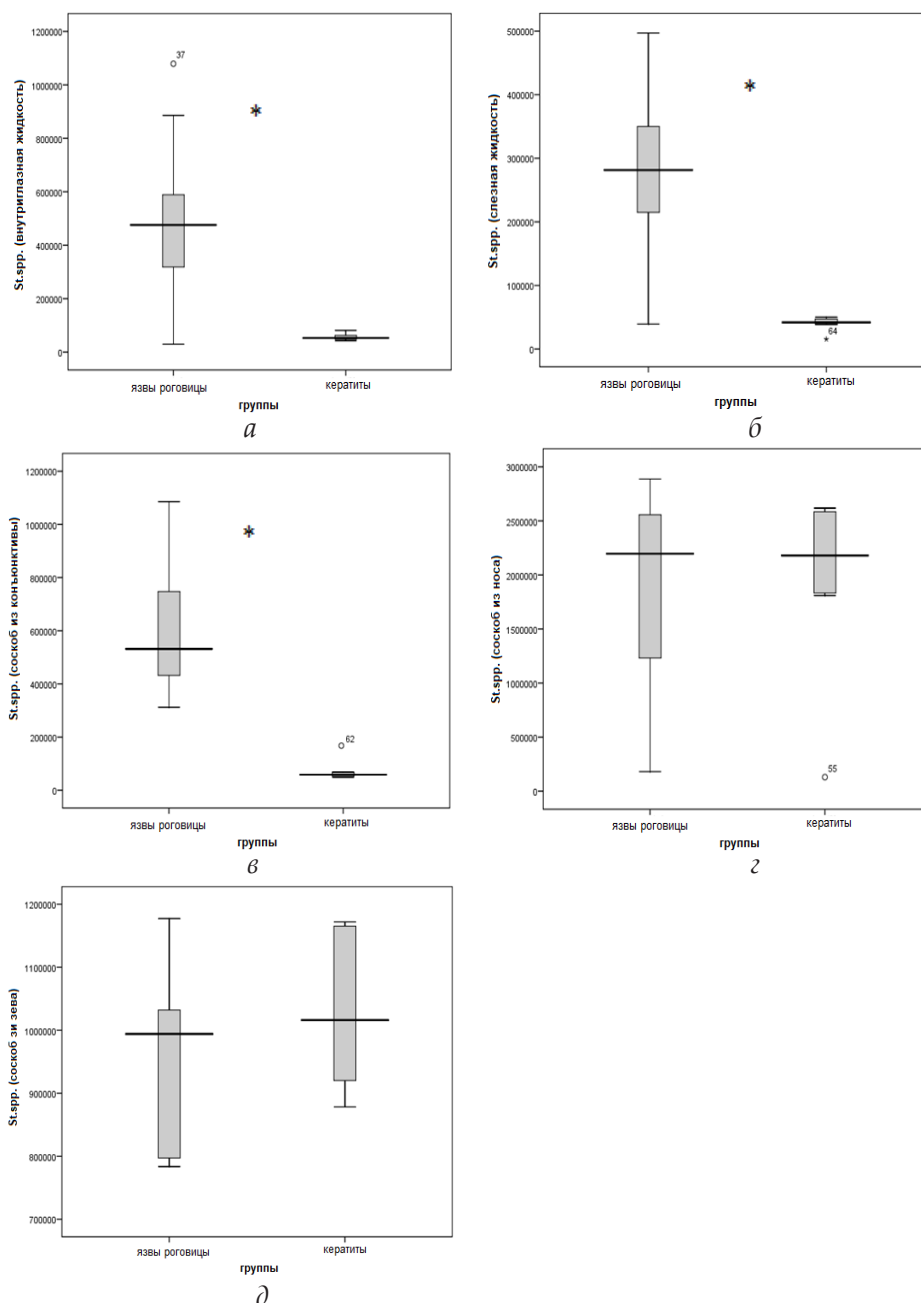 1200000
1000000
800000
600000
400000
200000
0
St.spp. (внутриглазная жидкость)
37
*
язвы роговицы
кератиты
группы
а
500000
400000
300000
200000
100000
0
St.spp. (слезная жидкость)
*
64
*
язвы роговицы
кератиты
группы
б
1200000
1000000
800000
600000
400000
200000
0
St.spp. (соскоб из конъюнктивы)
*
62
язвы роговицы
кератиты
группы
в
3000000
2500000
2000000
1500000
1000000
500000
0
St.spp. (соскоб из носа)
55
язвы роговицы
кератиты
группы
г
1200000
1100000
1000000
900000
800000
700000
St.spp. (соскоб зи зева)
язвы роговицы
кератиты
группы
д